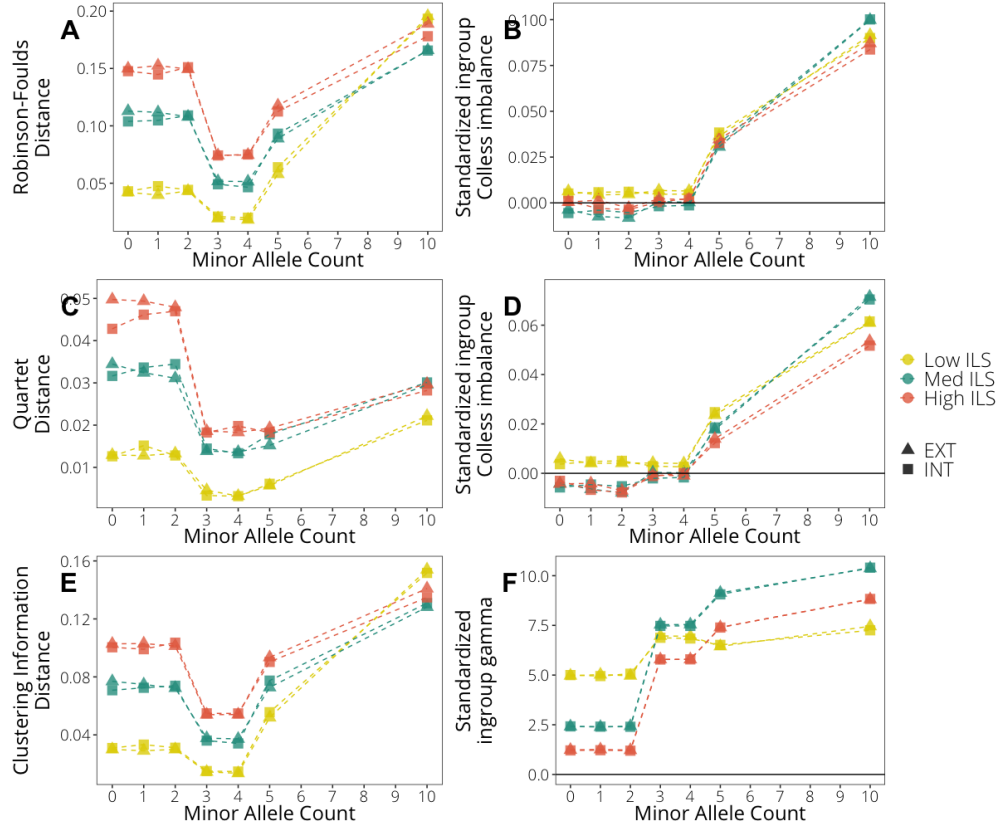 A
Robinson-Foulds
Distance
0.20
0.15
0.10
0.05
0 1 2 3 4 5 6 7 8 9 10
Minor Allele Count
B
Standardized ingroup
Colless imbalance
0.100
0.075
0.050
0.025
0.000
0 1 2 3 4 5 6 7 8 9 10
Minor Allele Count
C
Quartet
Distance
0.05
0.04
0.03
0.02
0.01
0 1 2 3 4 5 6 7 8 9 10
Minor Allele Count
D
Standardized ingroup
Colless imbalance
0.06
0.04
0.02
0.00
0 1 2 3 4 5 6 7 8 9 10
Minor Allele Count
Low ILS
Med ILS
High ILS
EXT
INT
E
Clustering Information
Distance
0.16
0.12
0.08
0.04
0 1 2 3 4 5 6 7 8 9 10
Minor Allele Count
F
Standardized
ingroup gamma
10.0
7.5
5.0
2.5
0.0
0 1 2 3 4 5 6 7 8 9 10
Minor Allele Count